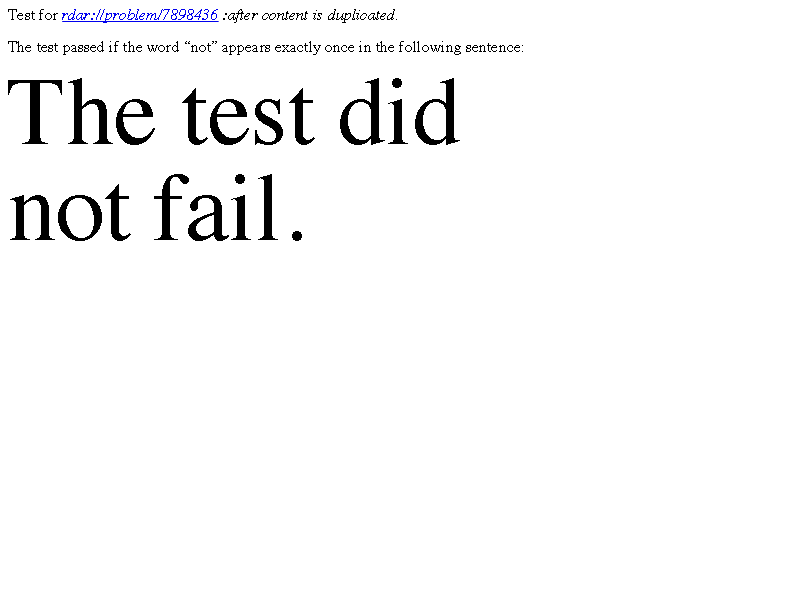 Test for rdar://problem/7898436 :after content is duplicated.
The test passed if the word “not” appears exactly once in the following sentence:
The test did
not fail.